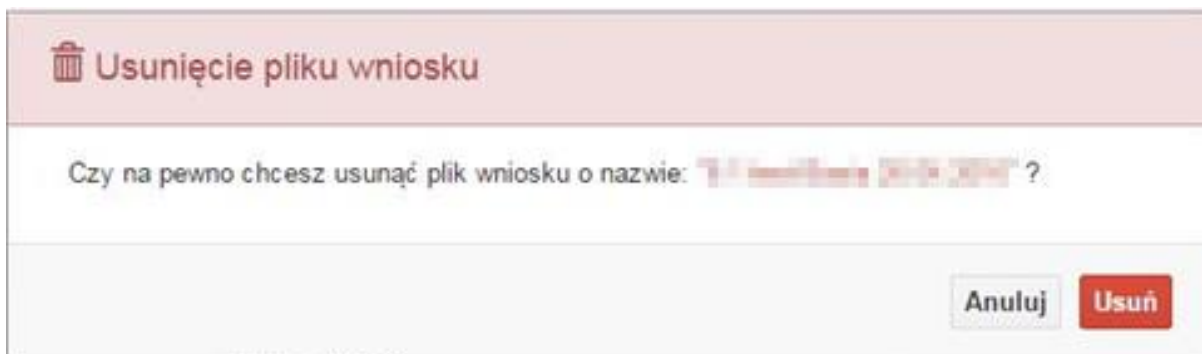 Usunięcie pliku wniosku
Czy na pewno chcesz usunąć plik wniosku o nazwie: ?
Anuluj Usuń